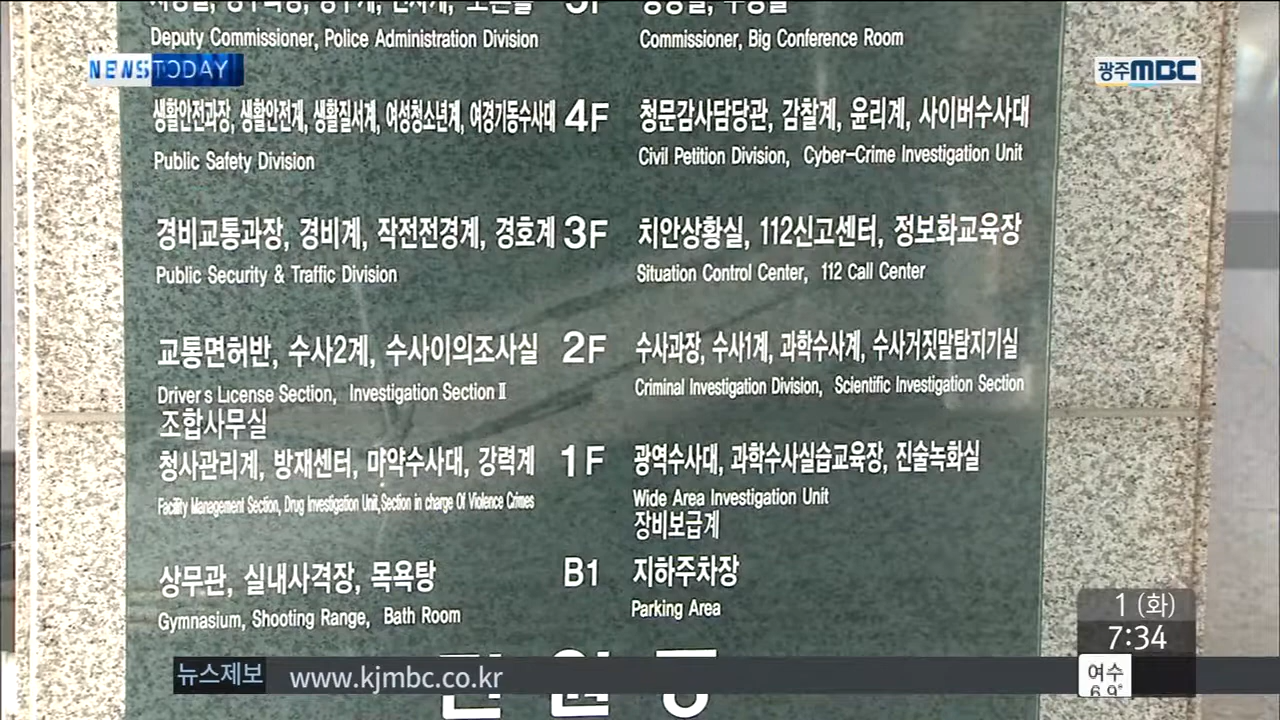 5F
Deputy Commissioner, Police Administration Division
Commissioner, Big Conference Room
NEWSTODAY
광주MBC
생활안전과장, 생활안전계, 생활질서계, 여성청소년계, 여경기동수사대 4F 청문감사담당관, 감찰계, 윤리계, 사이버수사대
Public Safety Division
Civil Petition Division, Cyber-Crime Investigation Unit
경비교통과장, 경비계, 작전전경계, 경호계 3F 치안상황실, 112신고센터, 정보화교육장
Public Security & Traffic Division
Situation Control Center, 112 Call Center
교통면허반, 수사2계, 수사이의조사실 2F 수사과장, 수사1계, 과학수사계, 수사거짓말탐지기실
Driver's License Section, Investigation Section Ⅱ
Criminal Investigation Division, Scientific Investigation Section
조합사무실
청사관리계, 방재센터, 마약수사대, 강력계 1F 광역수사대, 과학수사실습교육장, 진술녹화실
Facility Management Section, Drug Investigation Unit, Section in charge Of Violence Crimes
Wide Area Investigation Unit
장비보급계
상무관, 실내사격장, 목욕탕 B1 지하주차장
Gymnasium, Shooting Range, Bath Room
Parking Area
1 (화)
7:34
여수
6.9°
뉴스제보 www.kjmbc.co.kr